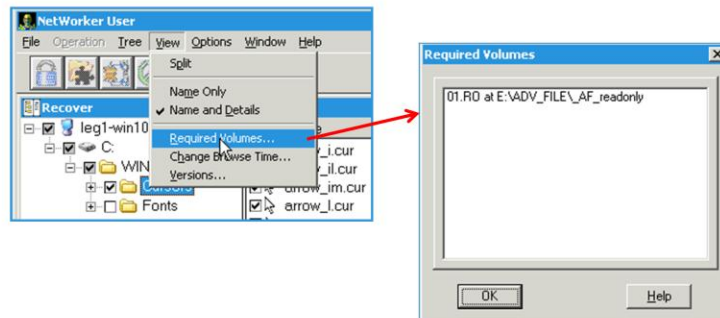 NetWorker User
File Operation Tree View Options Window Help
Split
Name Only
Name and Details
Required Volumes...
Change Browse Time...
Versions...
Recover
leg1-win10
C:
WIN
Cursors
Fonts
_i.cur
_il.cur
arrow_im.cur
arrow_l.cur
Required Volumes
01.RO at E:\ADV_FILE\_AF_readonly
OK Help